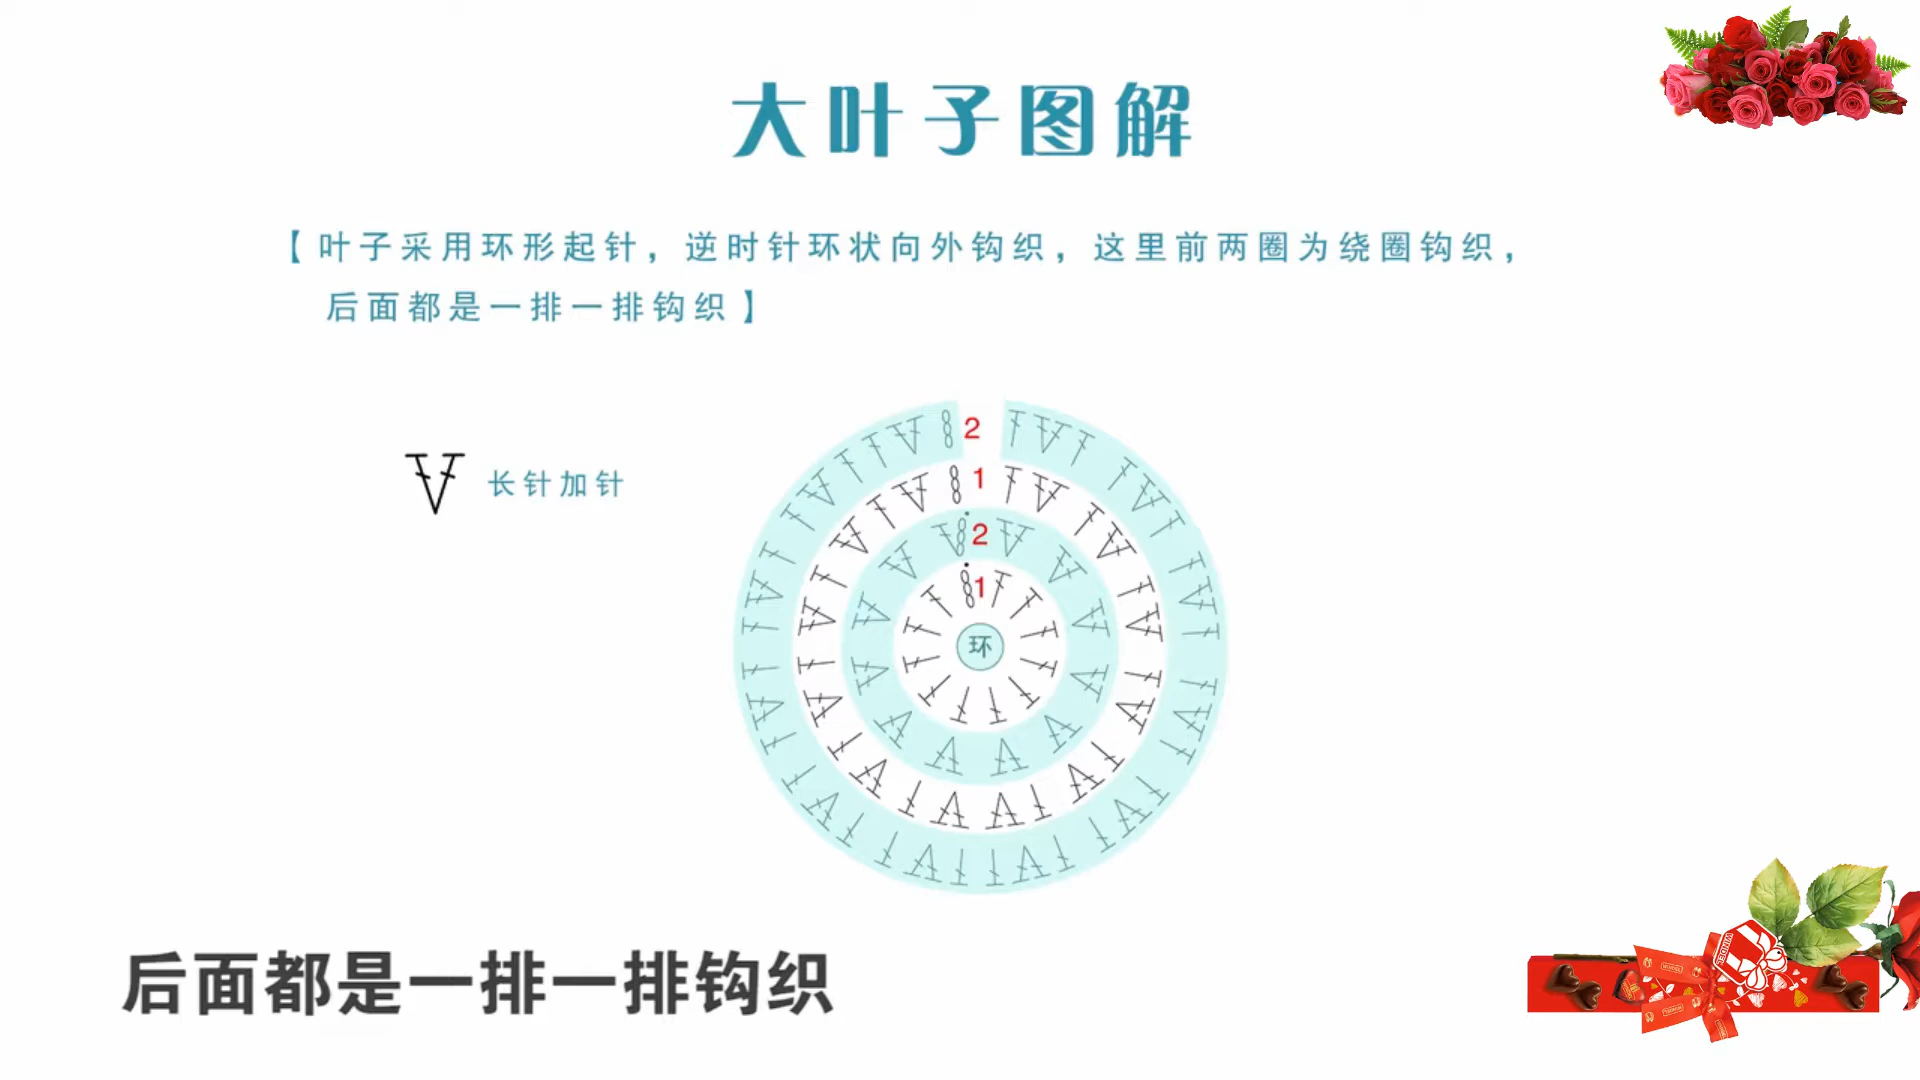 大叶子图解
【叶子采用环形起针，逆时针环状向外钩织，这里前两圈为绕圈钩织，
后面都是一排一排钩织】
长针加针
2
1
2
1
环
后面都是一排一排钩织